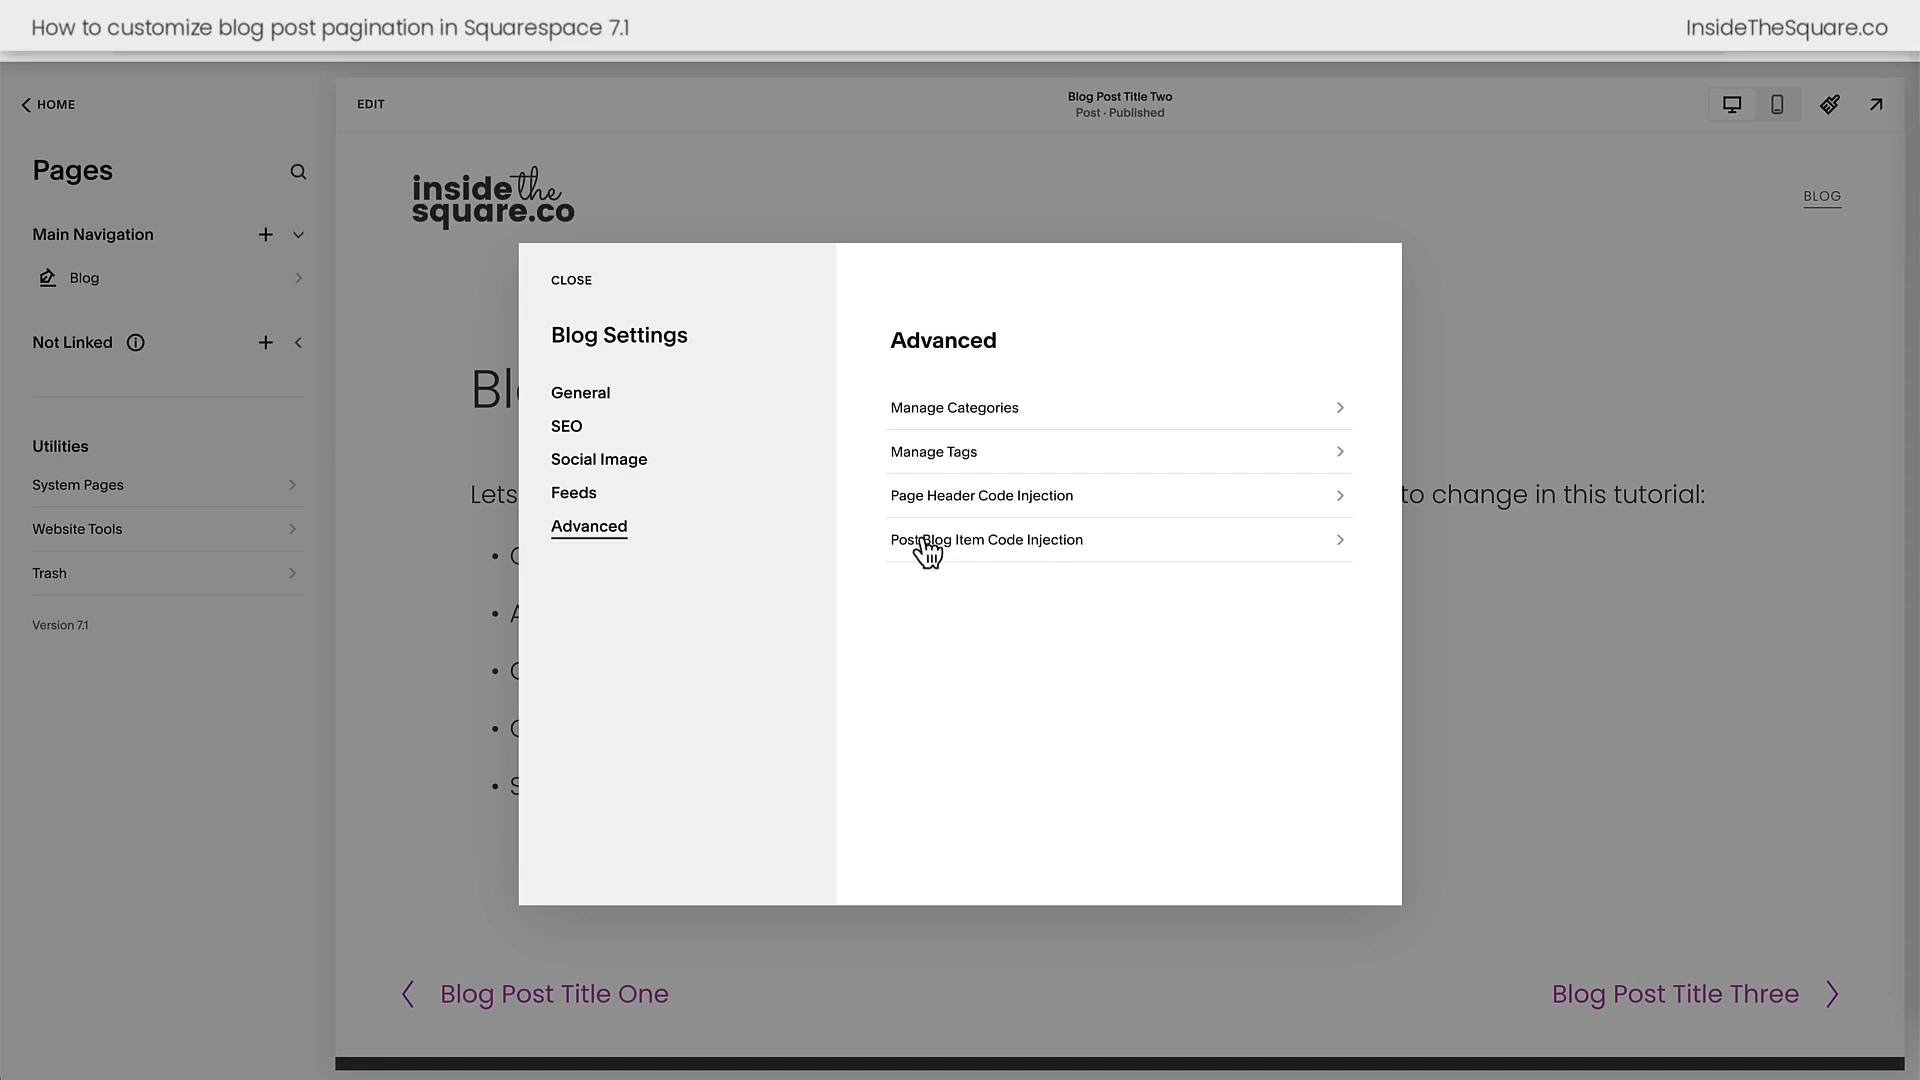 How to customize blog post pagination in Squarespace 7.1
InsideTheSquare.co
HOME
EDIT
Blog Post Title Two
Post · Published
Pages
inside the
square.co
BLOG
Main Navigation
Blog
Not Linked
Utilities
System Pages
Website Tools
Trash
Version 7.1
CLOSE
Blog Settings
General
SEO
Social Image
Feeds
Advanced
Advanced
Manage Categories
Manage Tags
Page Header Code Injection
Post Blog Item Code Injection
Bl
Lets
to change in this tutorial:
Blog Post Title One
Blog Post Title Three